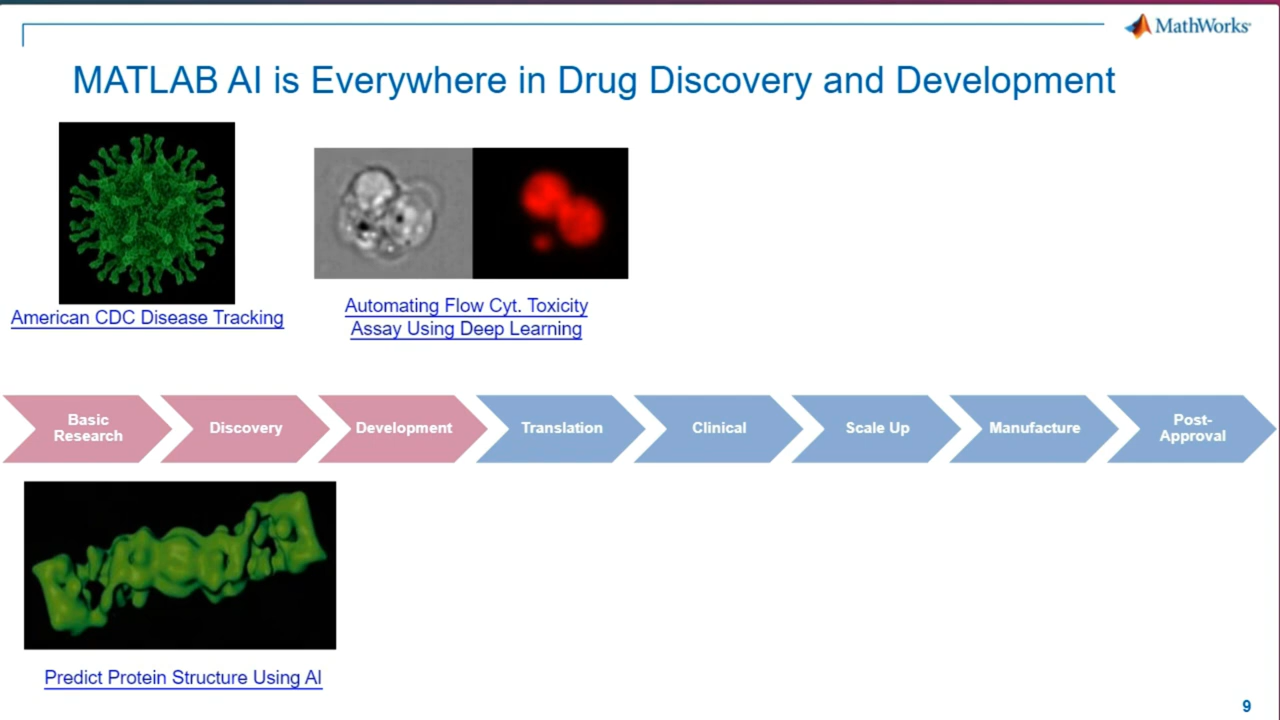 MathWorks®
MATLAB AI is Everywhere in Drug Discovery and Development
American CDC Disease Tracking
Automating Flow Cyt. Toxicity
Assay Using Deep Learning
Basic
Research
Discovery
Development
Translation
Clinical
Scale Up
Manufacture
Post-
Approval
Predict Protein Structure Using AI
9